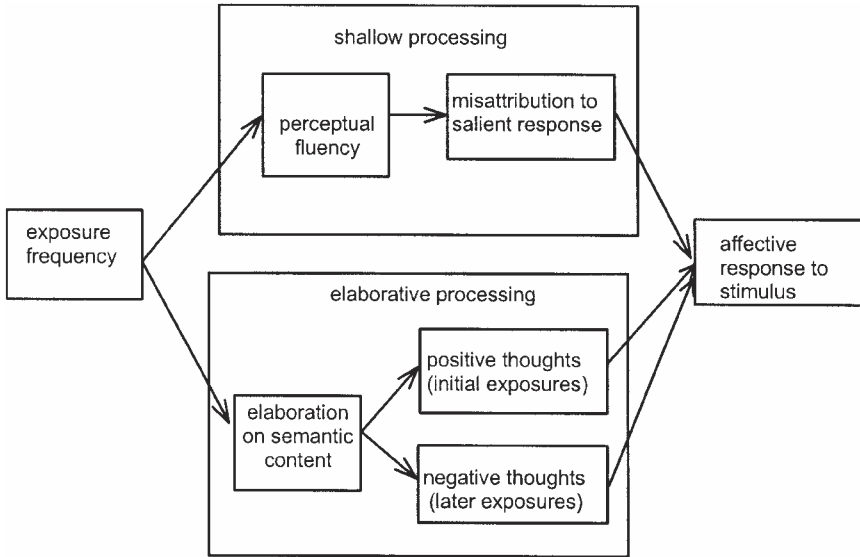 shallow processing
perceptual
fluency
misattribution to
salient response
exposure
frequency
affective
response to
stimulus
elaborative processing
positive thoughts
(initial exposures)
elaboration
on semantic
content
negative thoughts
(later exposures)